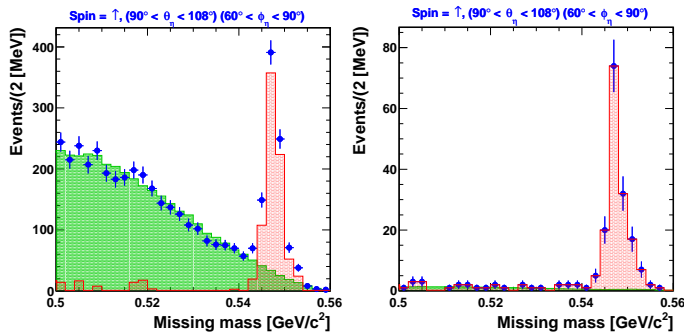 Spin = ↑, (90° < θη < 108°) (60° < ϕη < 90°)
Events/(2 [MeV])
400
300
200
100
0
0.5 0.52 0.54 0.56
Missing mass [GeV/c²]
Spin = ↑, (90° < θη < 108°) (60° < ϕη < 90°)
Events/(2 [MeV])
80
60
40
20
0
0.5 0.52 0.54 0.56
Missing mass [GeV/c²]